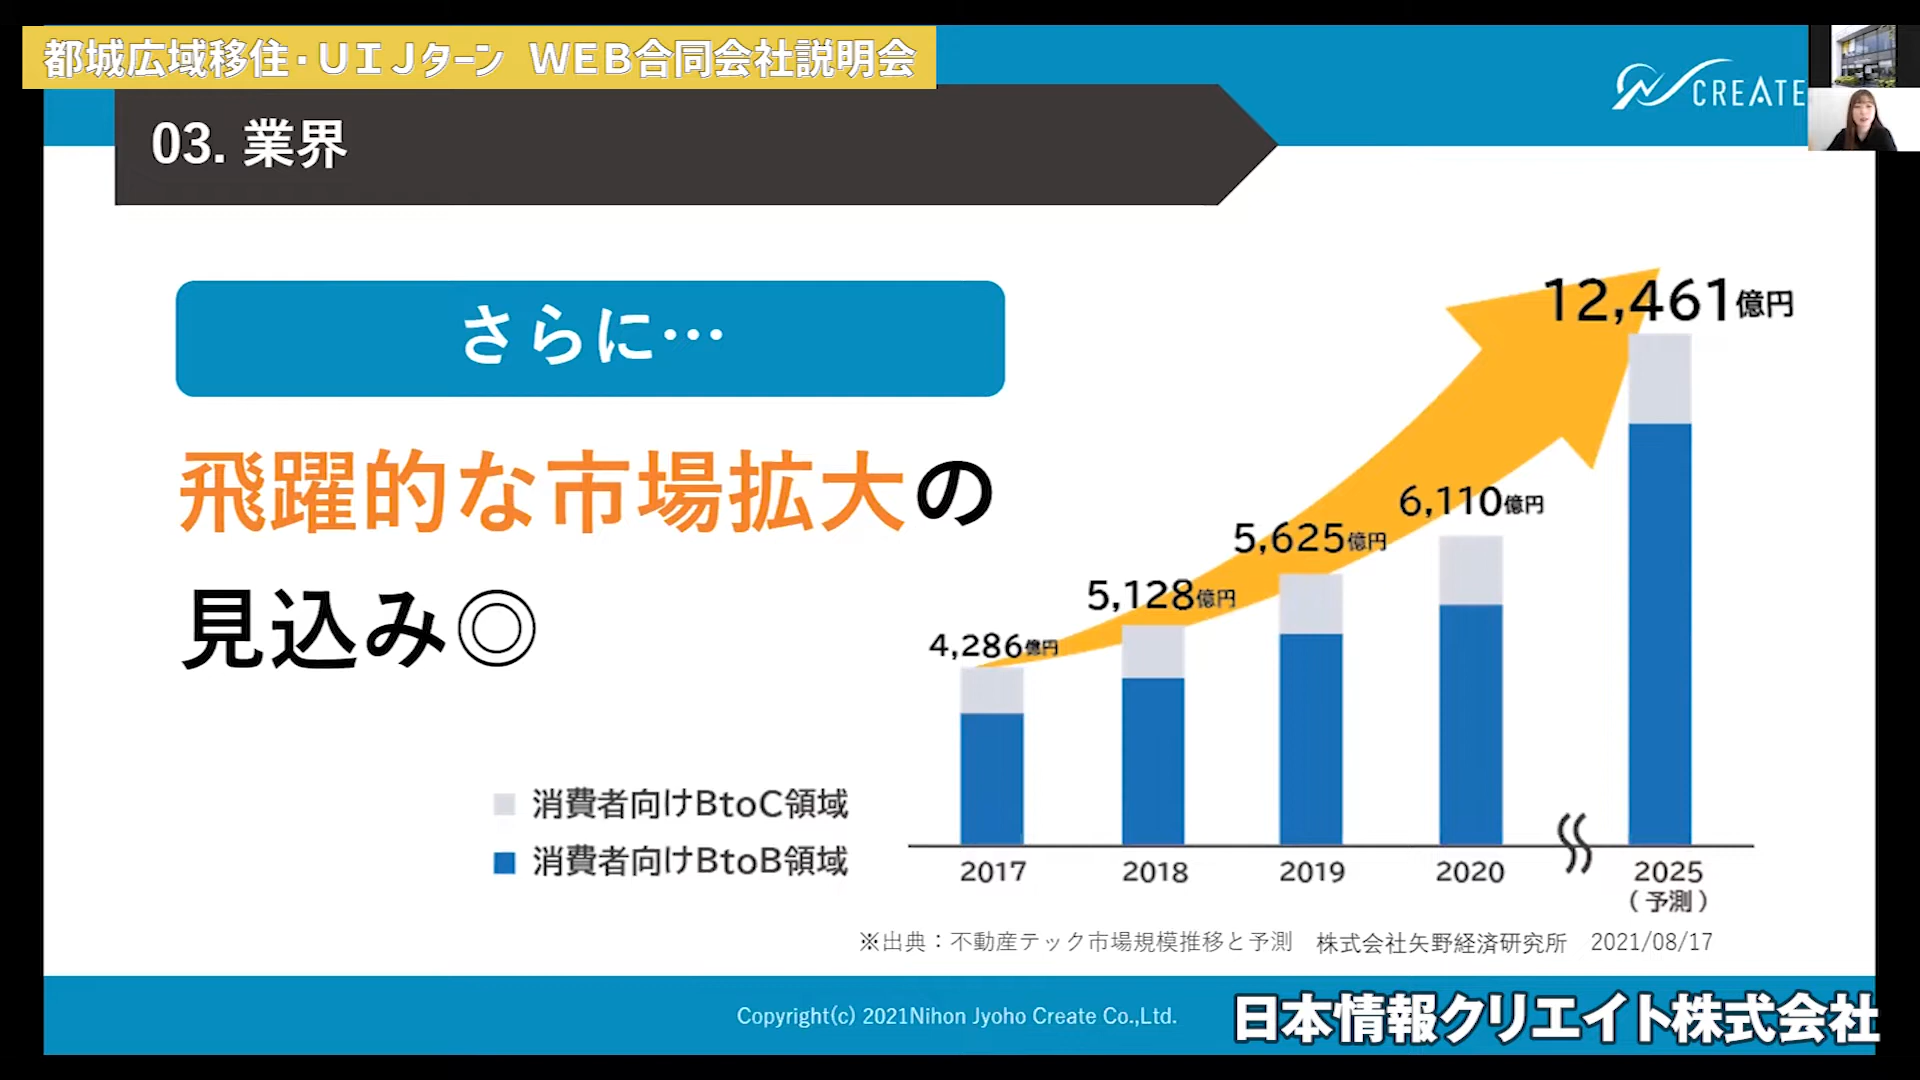 都城広域移住・UIJターン WEB合同会社説明会
CREATE
03. 業界
さらに…
飛躍的な市場拡大の
見込み◎
12,461億円
6,110億円
5,625億円
5,128億円
4,286億円
消費者向けBtoC領域
消費者向けBtoB領域
2017 2018 2019 2020 2025
(予測)
※出典：不動産テック市場規模推移と予測 株式会社矢野経済研究所 2021/08/17
Copyright(c) 2021Nihon Jyoho Create Co.,Ltd.
日本情報クリエイト株式会社